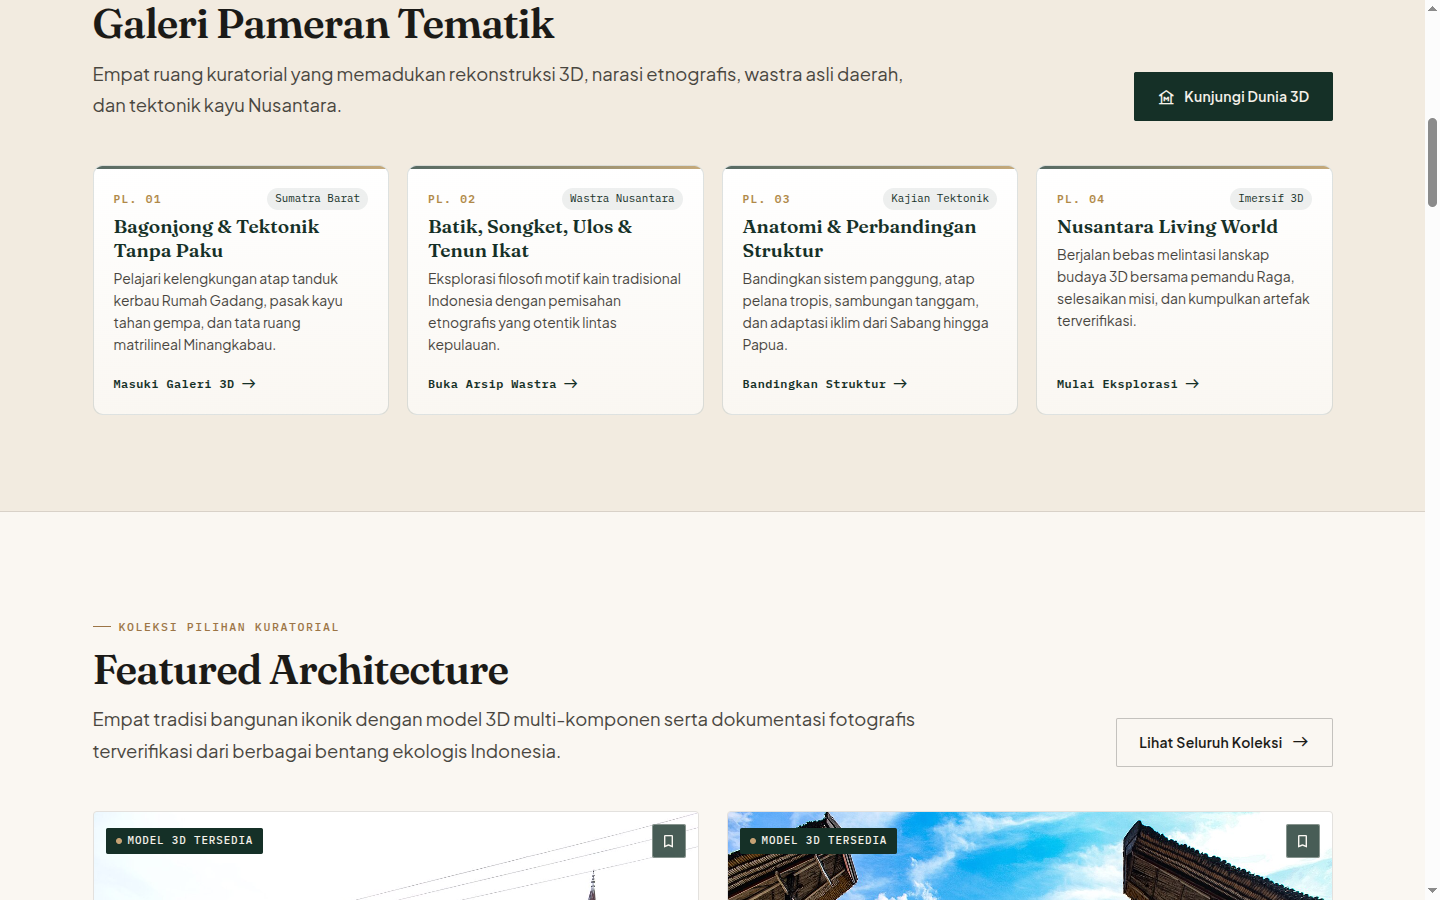 Galeri Pameran Tematik
Empat ruang kuratorial yang memadukan rekonstruksi 3D, narasi etnografis, wastra asli daerah,
dan tektonik kayu Nusantara.
Kunjungi Dunia 3D
PL. 01
Sumatra Barat
Bagonjong & Tektonik
Tanpa Paku
Pelajari kelengkungan atap tanduk
kerbau Rumah Gadang, pasak kayu
tahan gempa, dan tata ruang
matrilineal Minangkabau.
Masuki Galeri 3D →
PL. 02
Wastra Nusantara
Batik, Songket, Ulos &
Tenun Ikat
Eksplorasi filosofi motif kain tradisional
Indonesia dengan pemisahan
etnografis yang otentik lintas
kepulauan.
Buka Arsip Wastra →
PL. 03
Kajian Tektonik
Anatomi & Perbandingan
Struktur
Bandingkan sistem panggung, atap
pelana tropis, sambungan tanggam,
dan adaptasi iklim dari Sabang hingga
Papua.
Bandingkan Struktur →
PL. 04
Imersif 3D
Nusantara Living World
Berjalan bebas melintasi lanskap
budaya 3D bersama pemandu Raga,
selesaikan misi, dan kumpulkan artefak
terverifikasi.
Mulai Eksplorasi →
KOLEKSI PILIHAN KURATORIAL
Featured Architecture
Empat tradisi bangunan ikonik dengan model 3D multi-komponen serta dokumentasi fotografis
terverifikasi dari berbagai bentang ekologis Indonesia.
Lihat Seluruh Koleksi →
MODEL 3D TERSEDIA
MODEL 3D TERSEDIA